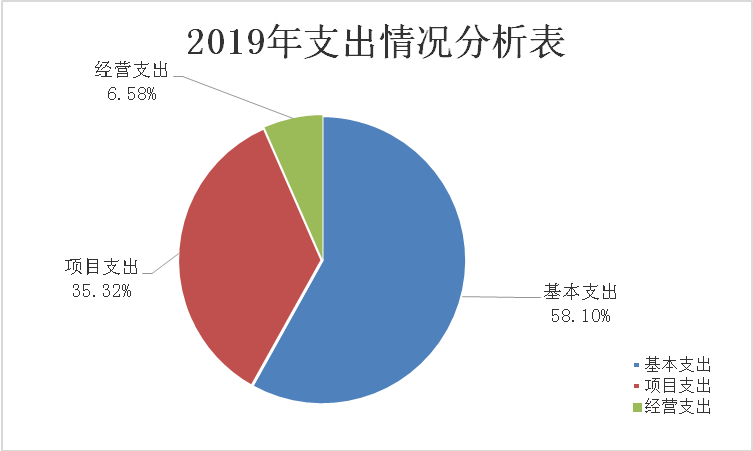 2019年支出情况分析表
经营支出
6.58%
项目支出
35.32%
基本支出
58.10%
基本支出
项目支出
经营支出